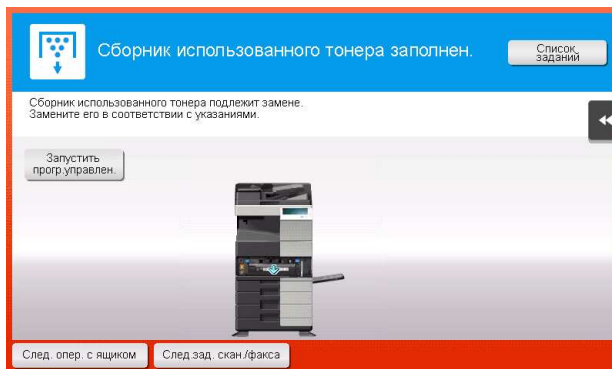 Сборник использованного тонера заполнен.
Список
заданий
Сборник использованного тонера подлежит замене.
Замените его в соответствии с указаниями.
Запустить
прогр.управлен.
След. опер. с ящиком
След.зад. скан./факса